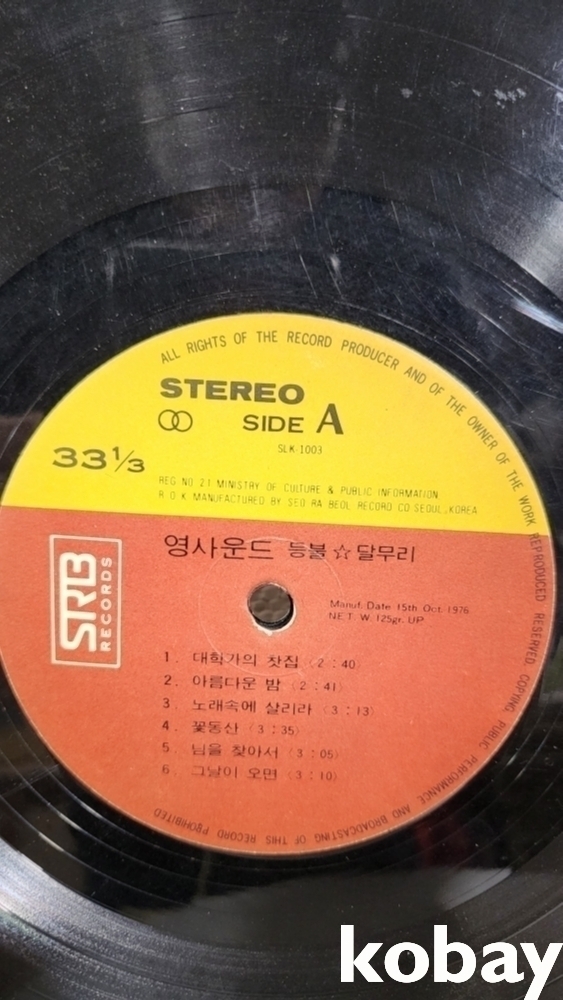 ALL RIGHTS OF THE RECORD PRODUCER AND OF THE OWNER OF THE WORK REPRODUCED RESERVED. COPYING, PUBLIC PERFORMANCE AND BROADCASTING OF THIS RECORD PROHIBITED
STEREO
SIDE A
SLK-1003
33 1/3
REG. NO 21 MINISTRY OF CULTURE & PUBLIC INFORMATION
R O K MANUFACTURED BY SEO RA BEOL RECORD CO SEOUL, KOREA
영사운드 등불☆달무리
SRB
RECORDS
Manuf. Date 15th Oct. 1976
NET. W. 125gr. UP
1. 대학가의 찻집 (2:40)
2. 아름다운 밤 (2:41)
3. 노래속에 살리라 (3:13)
4. 꽃동산 (3:35)
5. 님을 찾아서 (3:05)
6. 그날이 오면 (3:10)
kobay